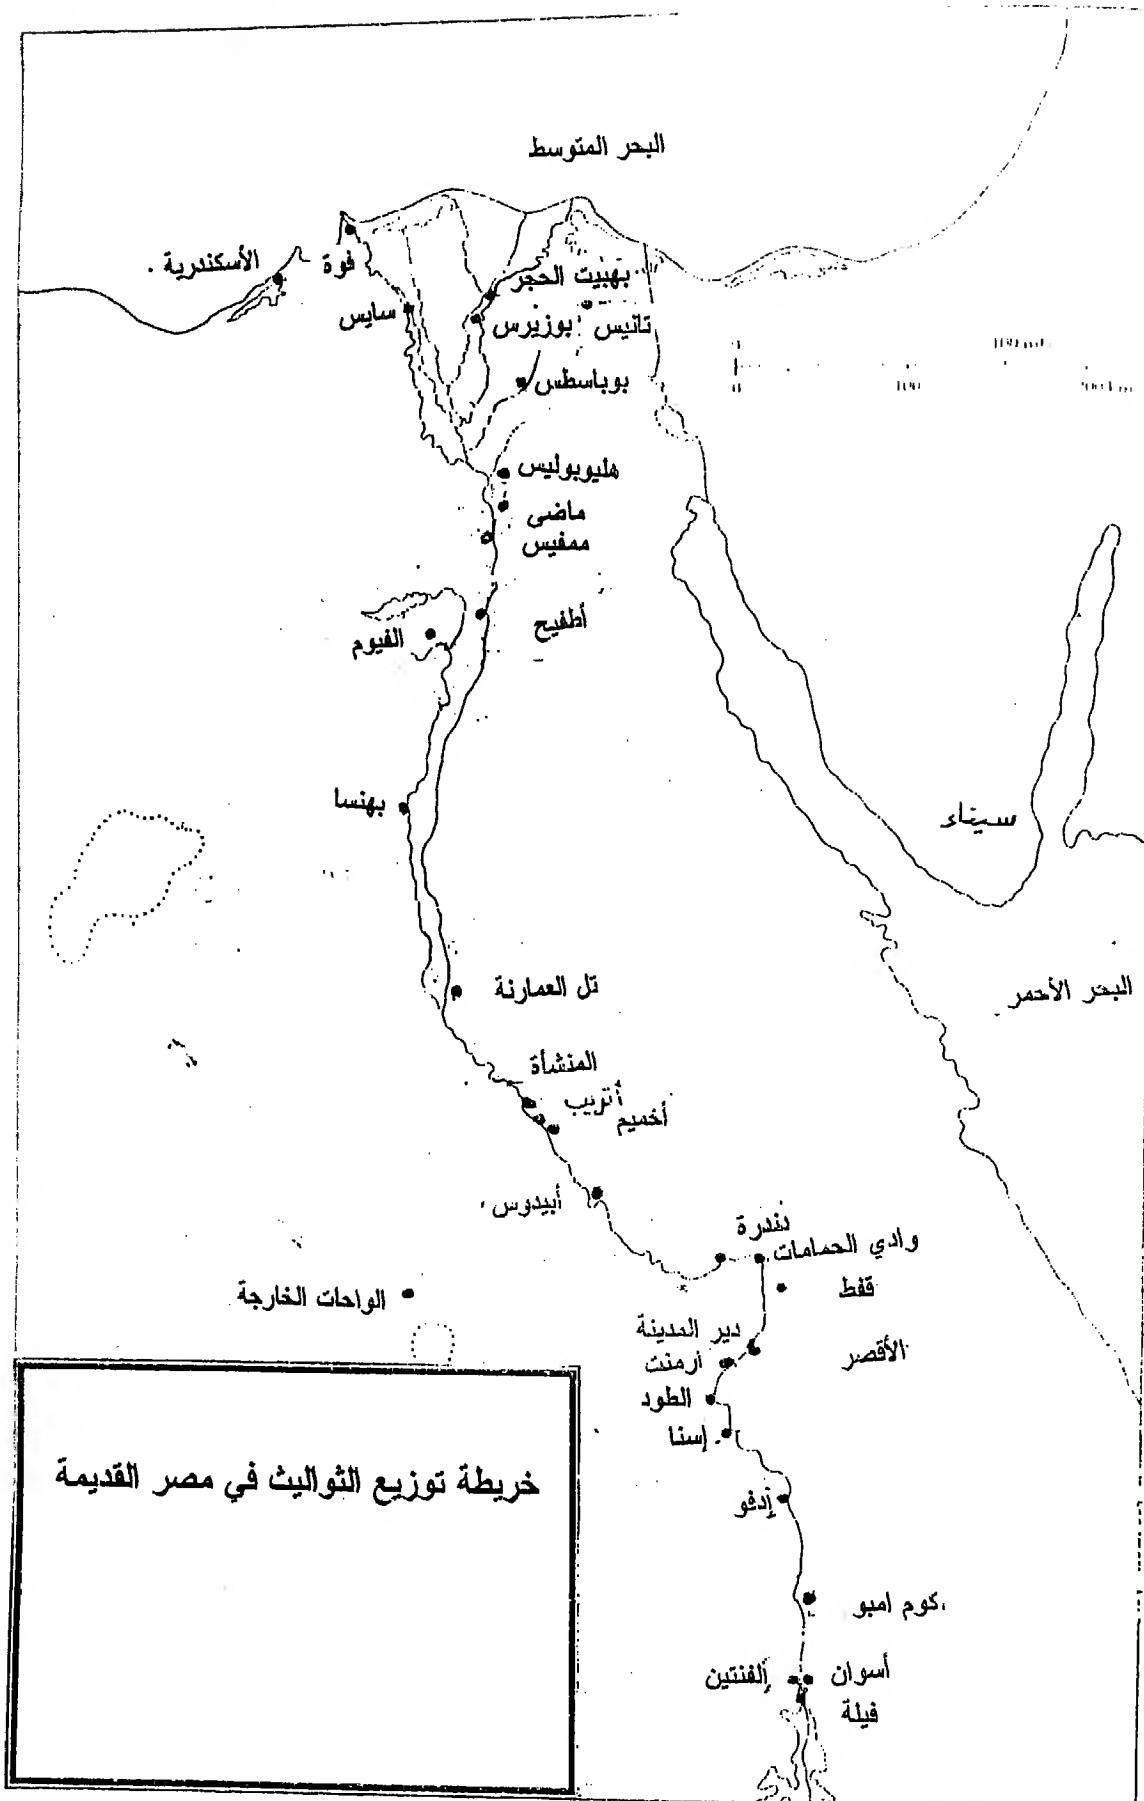 البحر المتوسط
الأسكندرية
فوة
بهبيت الحجر
سايس
بوزيرس
تانيس
بوباسطس
0
100
هليوبوليس
ماضى
ممفيس
أطفيح
الفيوم
بهنسا
سيناء
تل العمارنة
البحر الأحمر
المنشأة
أتريب
أخميم
أبيدوس
دندرة
وادي الحمامات
قفط
الواحات الخارجة
دير المدينة
أرمنت
الأقصر
الطود
إسنا
خريطة توزيع الثواليث في مصر القديمة
إدفو
كوم امبو
إلفنتين
أسوان
فيلة